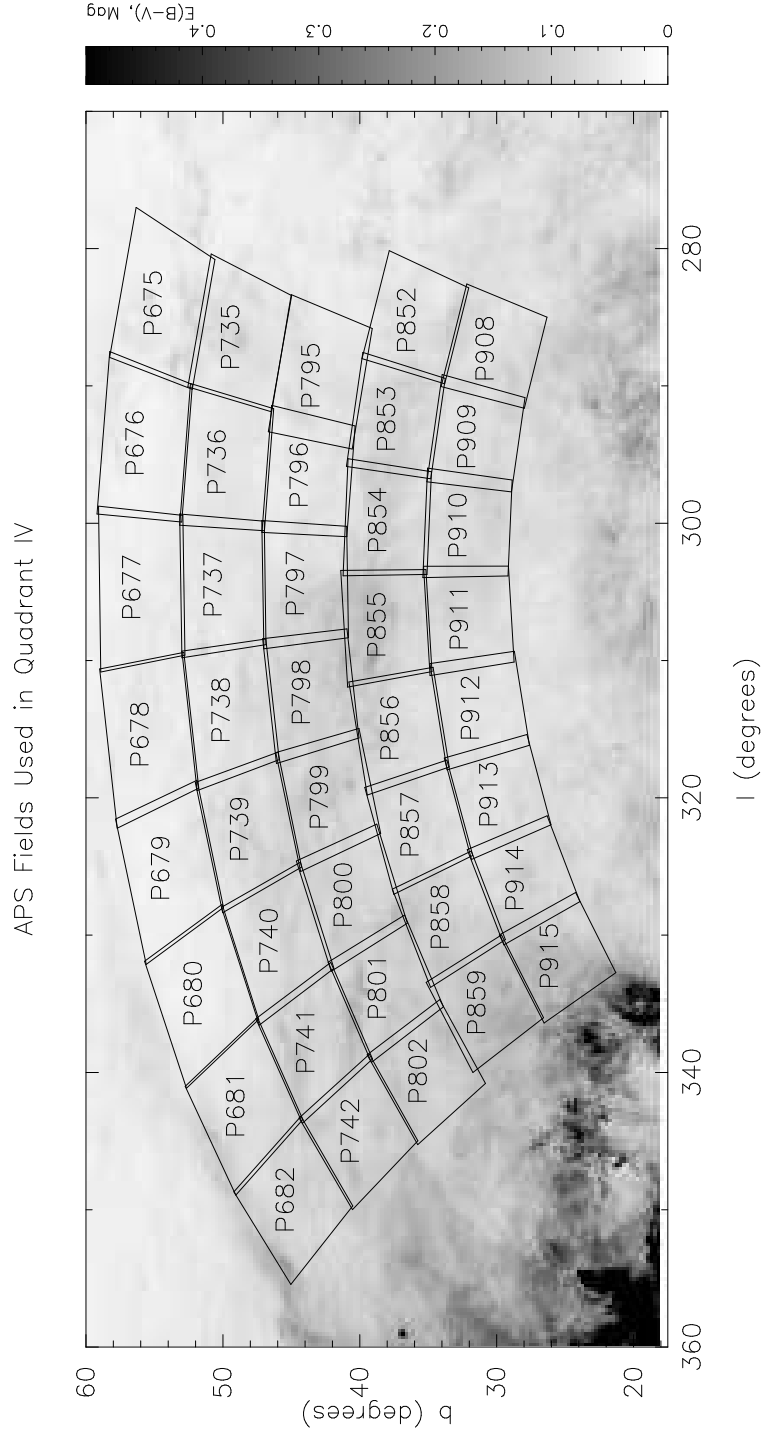 APS Fields Used in Quadrant IV
P675
P676
P677
P678
P679
P680
P681
P682
P735
P736
P737
P738
P739
P740
P741
P742
P795
P796
P797
P798
P799
P800
P801
P802
P852
P853
P854
P855
P856
P857
P858
P859
P908
P909
P910
P911
P912
P913
P914
P915
60
50
40
30
20
b (degrees)
360
340
320
300
280
l (degrees)
0.4
0.3
0.2
0.1
0
E(B-V), Mag